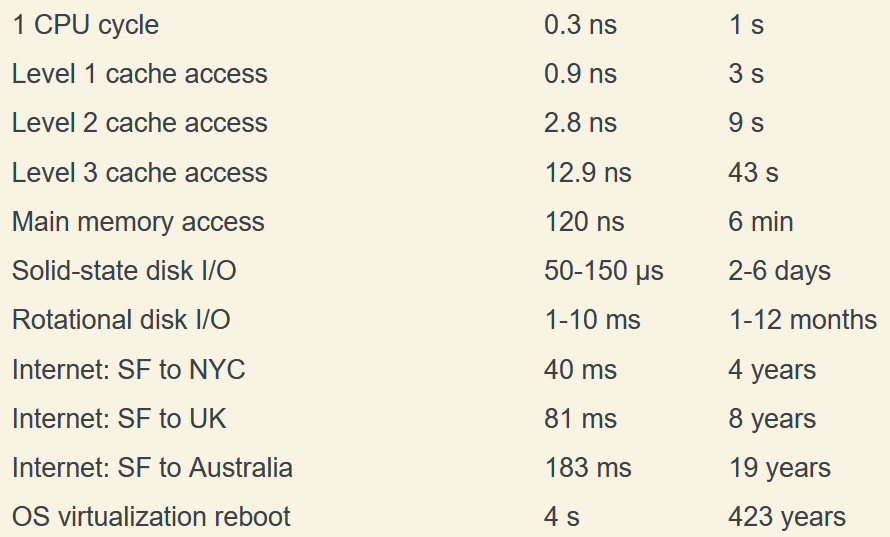 1 CPU cycle 0.3 ns 1 s
Level 1 cache access 0.9 ns 3 s
Level 2 cache access 2.8 ns 9 s
Level 3 cache access 12.9 ns 43 s
Main memory access 120 ns 6 min
Solid-state disk I/O 50-150 μs 2-6 days
Rotational disk I/O 1-10 ms 1-12 months
Internet: SF to NYC 40 ms 4 years
Internet: SF to UK 81 ms 8 years
Internet: SF to Australia 183 ms 19 years
OS virtualization reboot 4 s 423 years